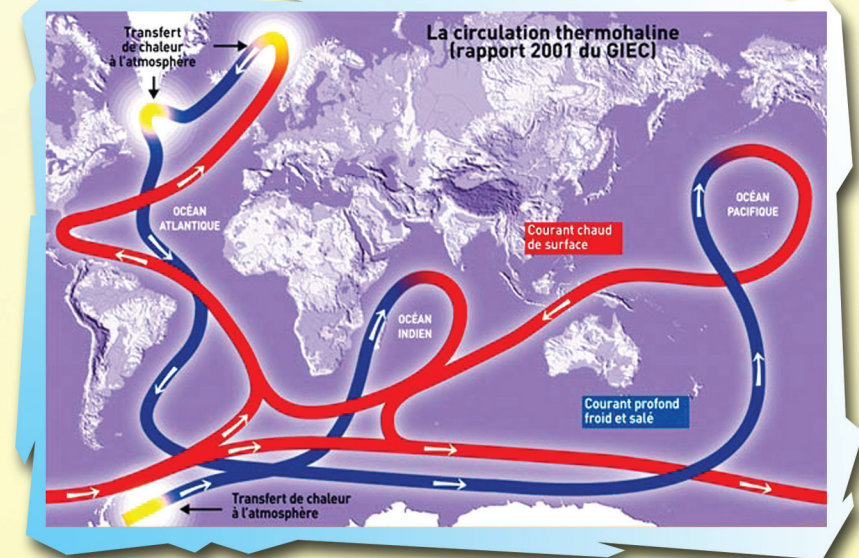 La circulation thermohaline
(rapport 2001 du GIEC)
Transfert
de chaleur
à l'atmosphère
OCÉAN
ATLANTIQUE
OCÉAN
PACIFIQUE
Courant chaud
de surface
OCÉAN
INDIEN
Courant profond
froid et salé
Transfert de chaleur
à l'atmosphère